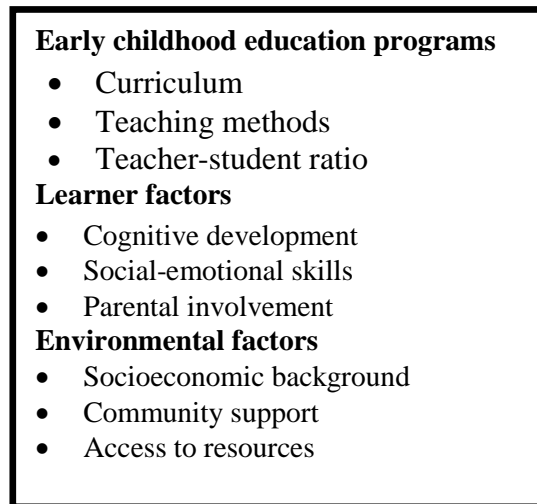 Early childhood education programs
• Curriculum
• Teaching methods
• Teacher-student ratio
Learner factors
• Cognitive development
• Social-emotional skills
• Parental involvement
Environmental factors
• Socioeconomic background
• Community support
• Access to resources